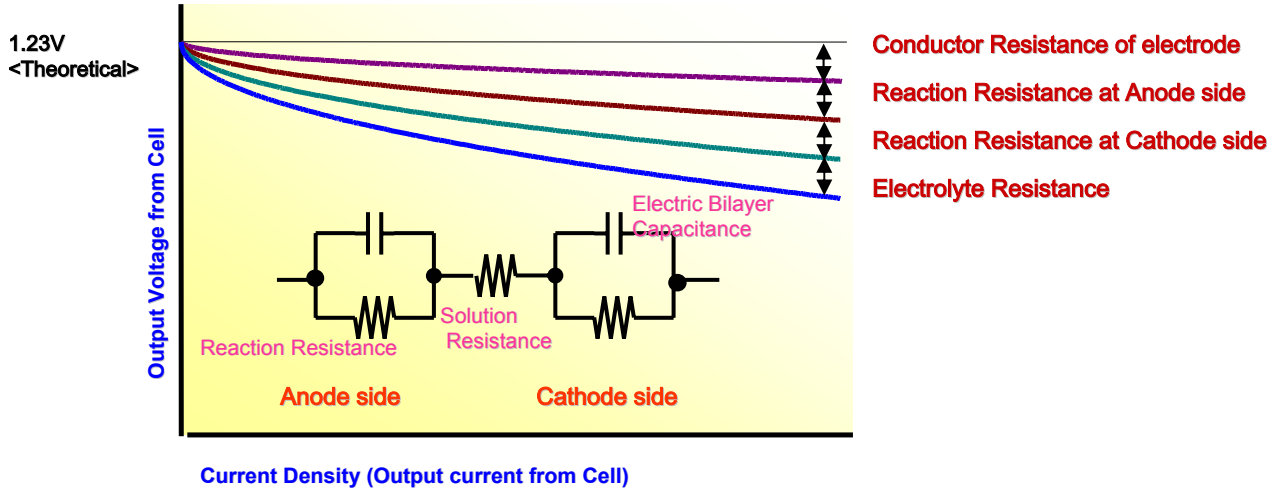 1.23V
<Theoretical>
Conductor Resistance of electrode
Reaction Resistance at Anode side
Reaction Resistance at Cathode side
Electrolyte Resistance
Output Voltage from Cell
Electric Bilayer
Capacitance
Solution
Resistance
Reaction Resistance
Anode side
Cathode side
Current Density (Output current from Cell)